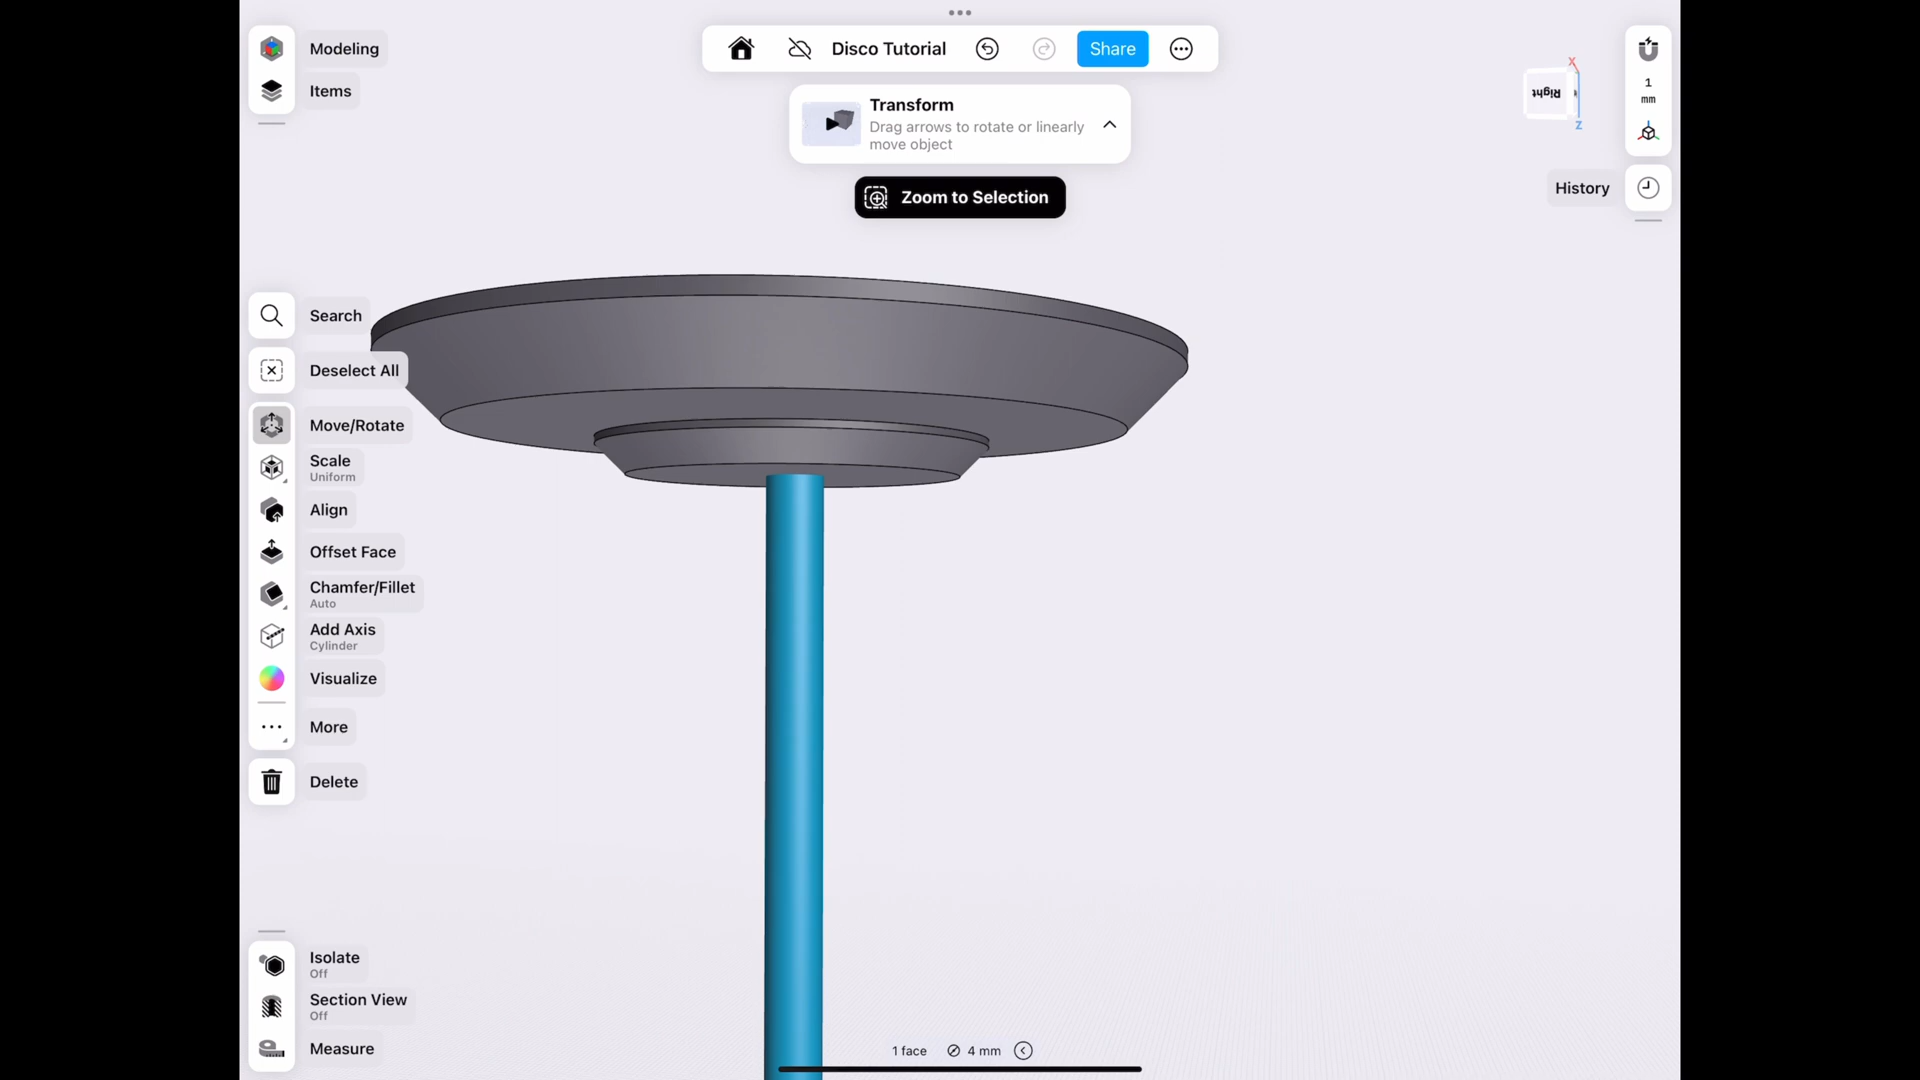 Modeling
Items
Disco Tutorial
Share
Transform
Drag arrows to rotate or linearly
move object
Zoom to Selection
X
Right
Z
1
mm
History
Search
Deselect All
Move/Rotate
Scale
Uniform
Align
Offset Face
Chamfer/Fillet
Auto
Add Axis
Cylinder
Visualize
More
Delete
Isolate
Off
Section View
Off
Measure
1 face
4 mm